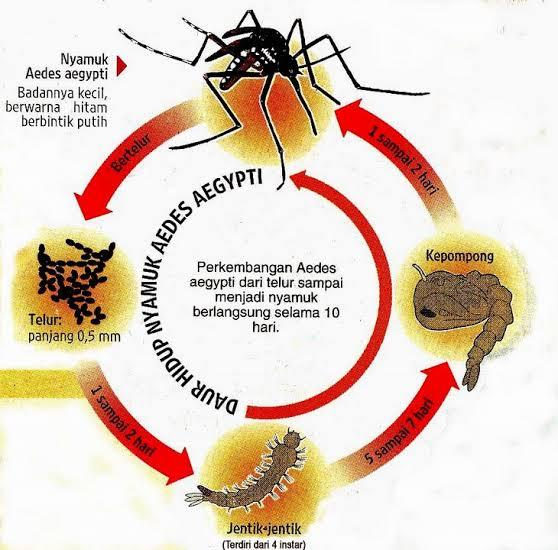 Nyamuk
Aedes aegypti
Badannya kecil,
berwarna hitam
berbintik putih
Bertelur
1 sampai 2 hari
DAUR HIDUP NYAMUK AEDES AEGYPTI
Perkembangan Aedes
aegypti dari telur sampai
menjadi nyamuk
berlangsung selama 10
hari.
Kepompong
Telur:
panjang 0,5 mm
1 sampai 2 hari
5 sampai 7 hari
Jentik-jentik
(Terdiri dari 4 instar)